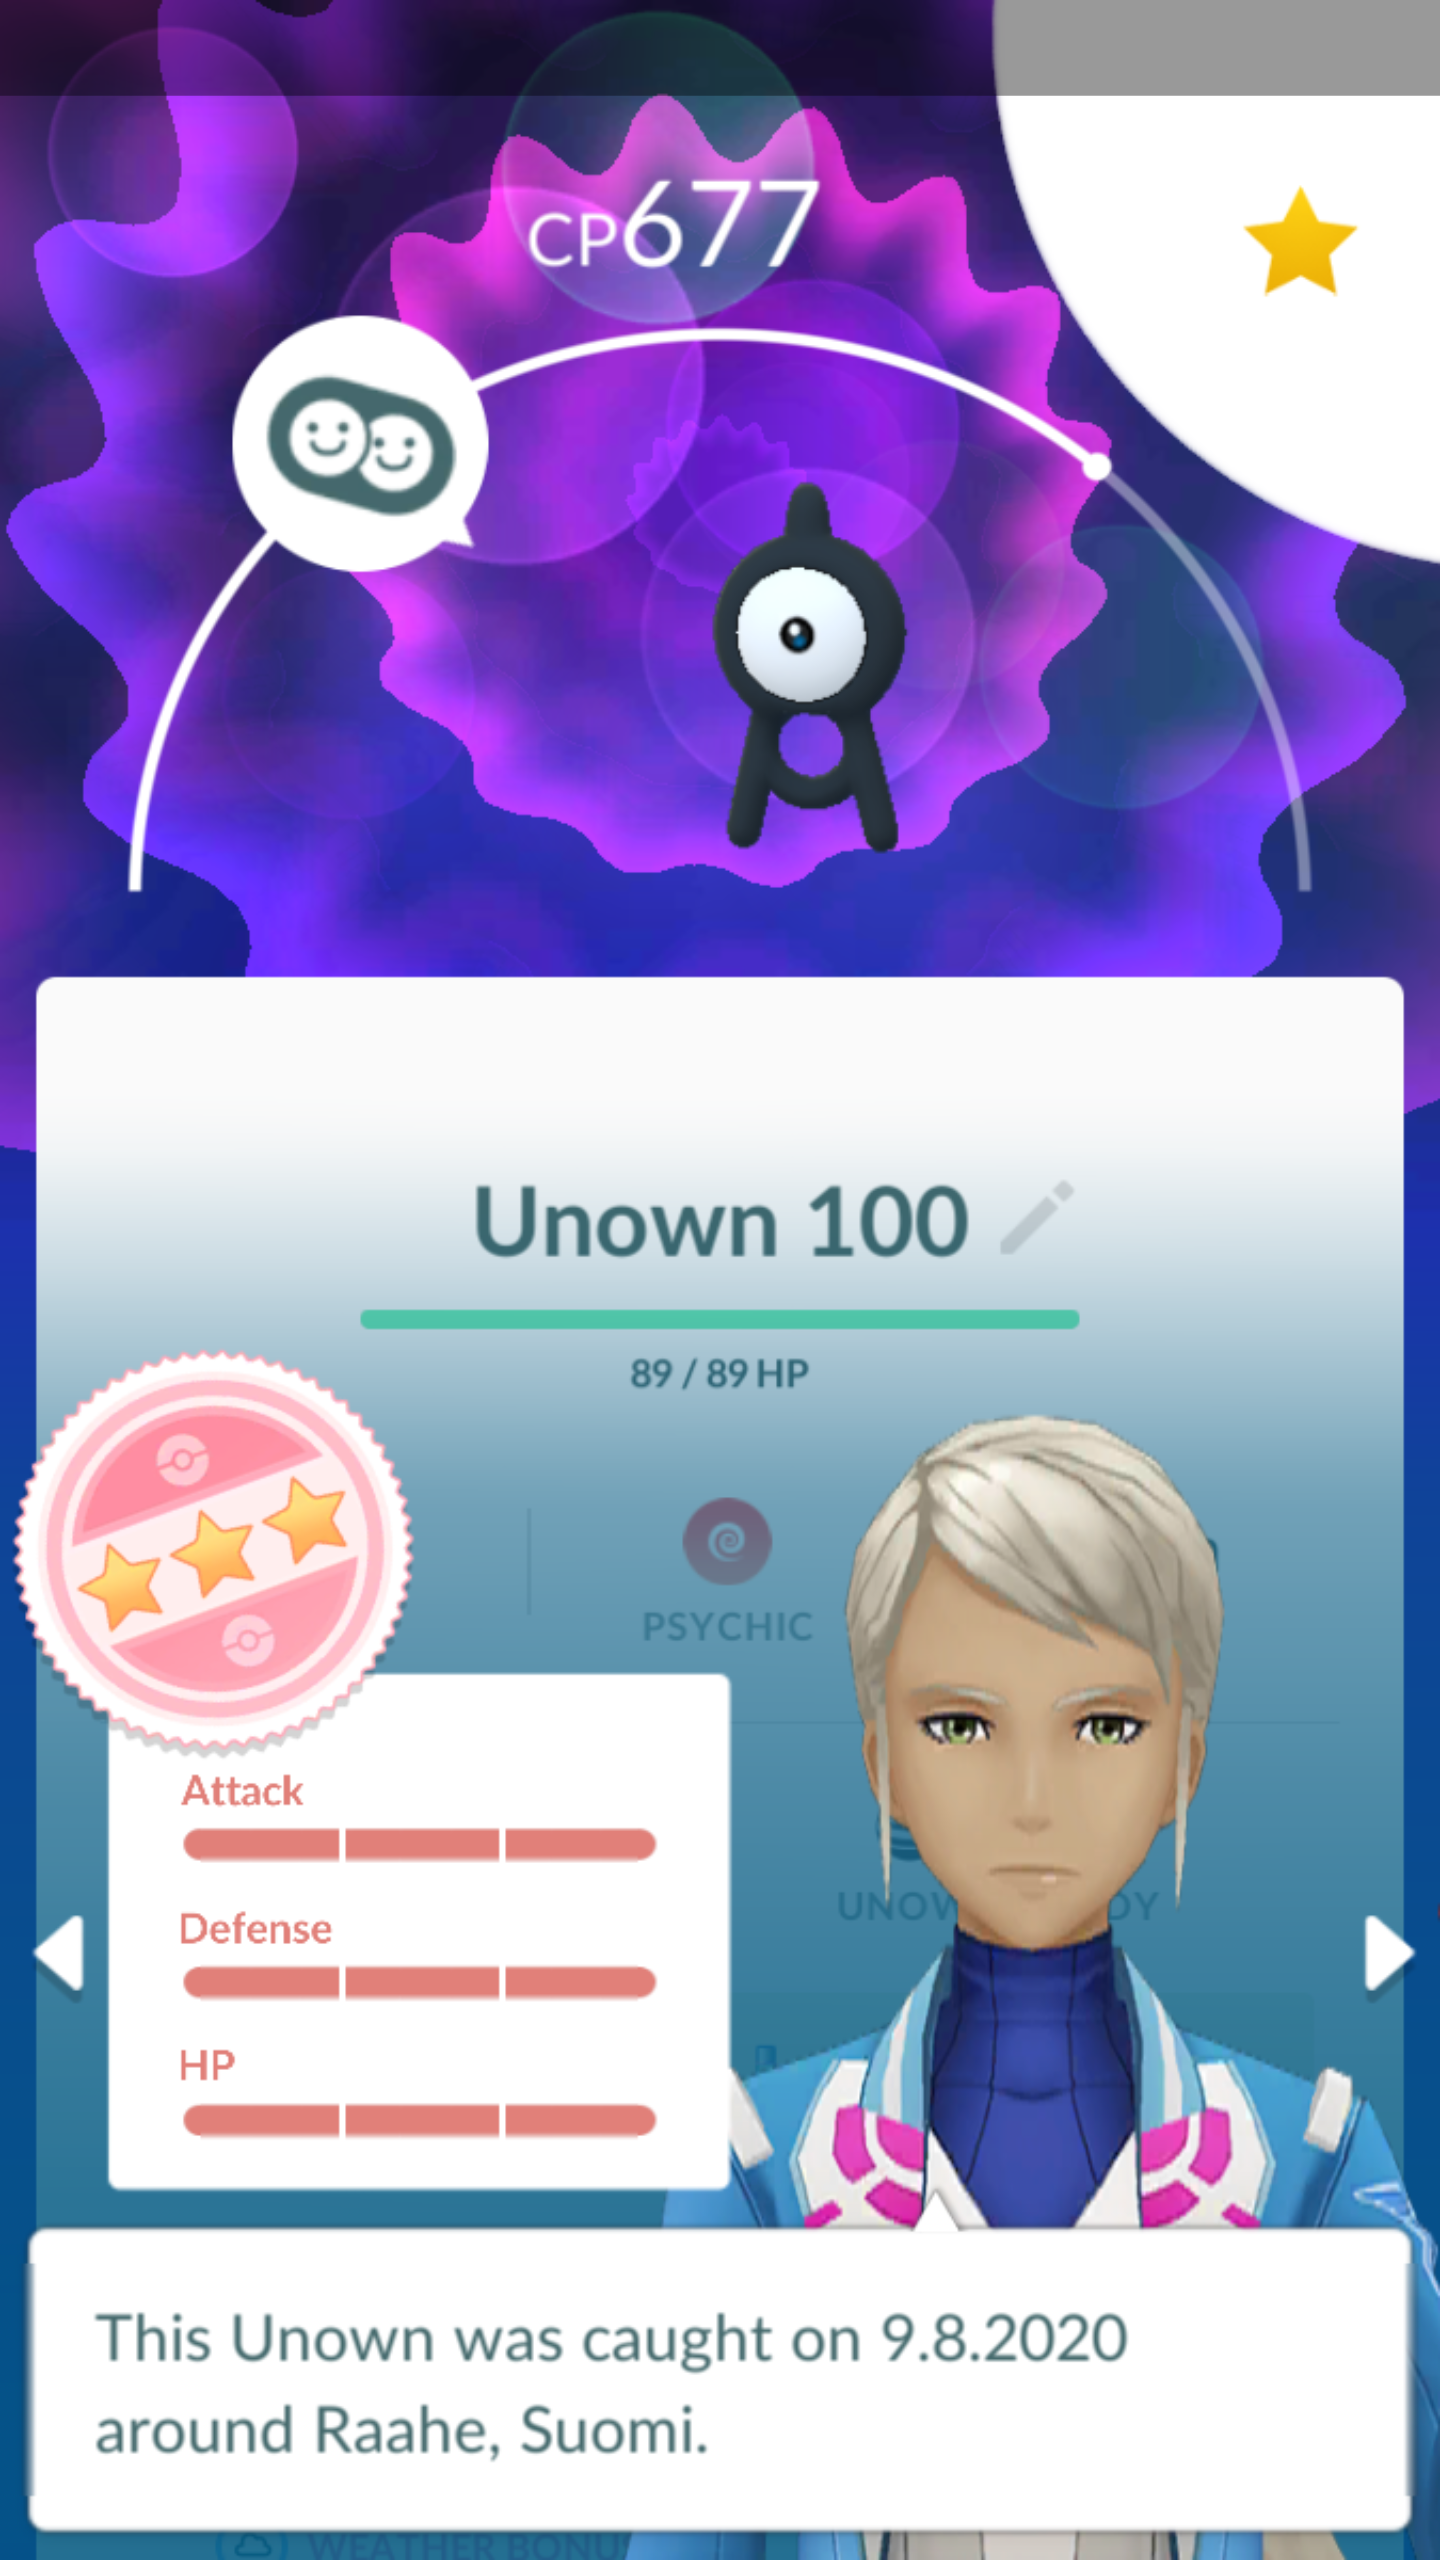 CP677
Unown 100
89 / 89 HP
PSYCHIC
Attack
Defense
HP
This Unown was caught on 9.8.2020
around Raahe, Suomi.